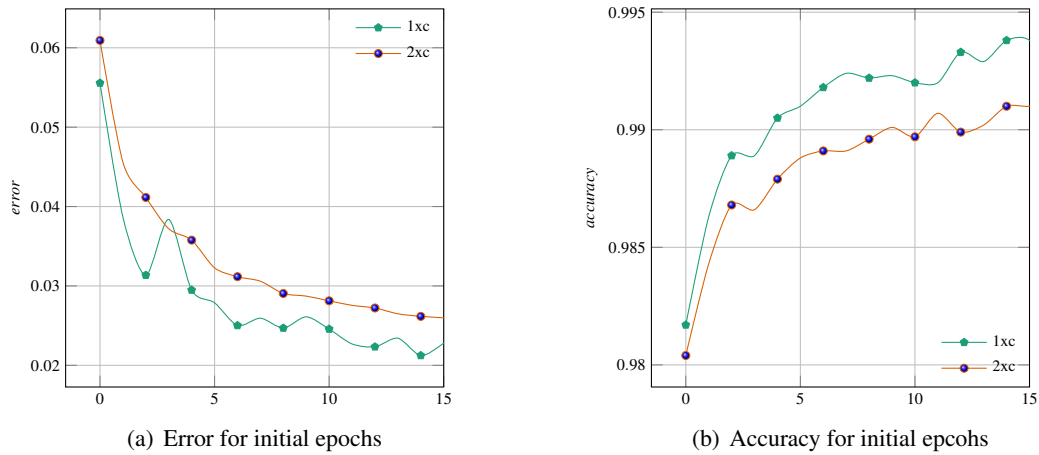 0.06
0.05
0.04
0.03
0.02
error
0 5 10 15
1xc
2xc
(a) Error for initial epochs
0.995
0.99
0.985
0.98
accuracy
0 5 10 15
1xc
2xc
(b) Accuracy for initial epcohs